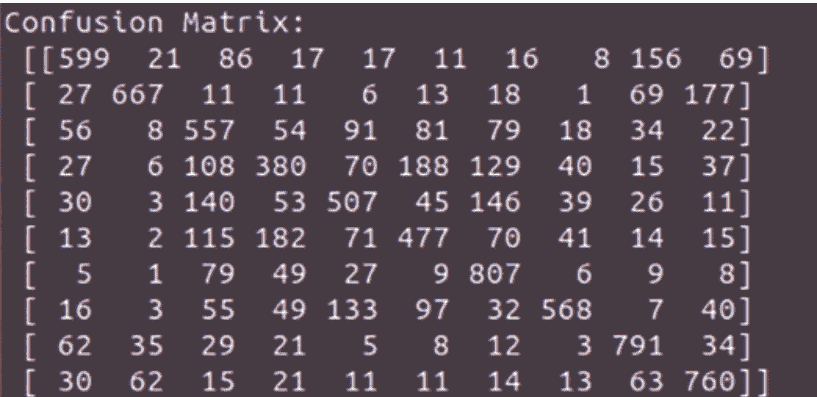 Confusion Matrix:
[[599 21 86 17 17 11 16 8 156 69]
[ 27 667 11 11 6 13 18 1 69 177]
[ 56 8 557 54 91 81 79 18 34 22]
[ 27 6 108 380 70 188 129 40 15 37]
[ 30 3 140 53 507 45 146 39 26 11]
[ 13 2 115 182 71 477 70 41 14 15]
[ 5 1 79 49 27 9 807 6 9 8]
[ 16 3 55 49 133 97 32 568 7 40]
[ 62 35 29 21 5 8 12 3 791 34]
[ 30 62 15 21 11 11 14 13 63 760]]